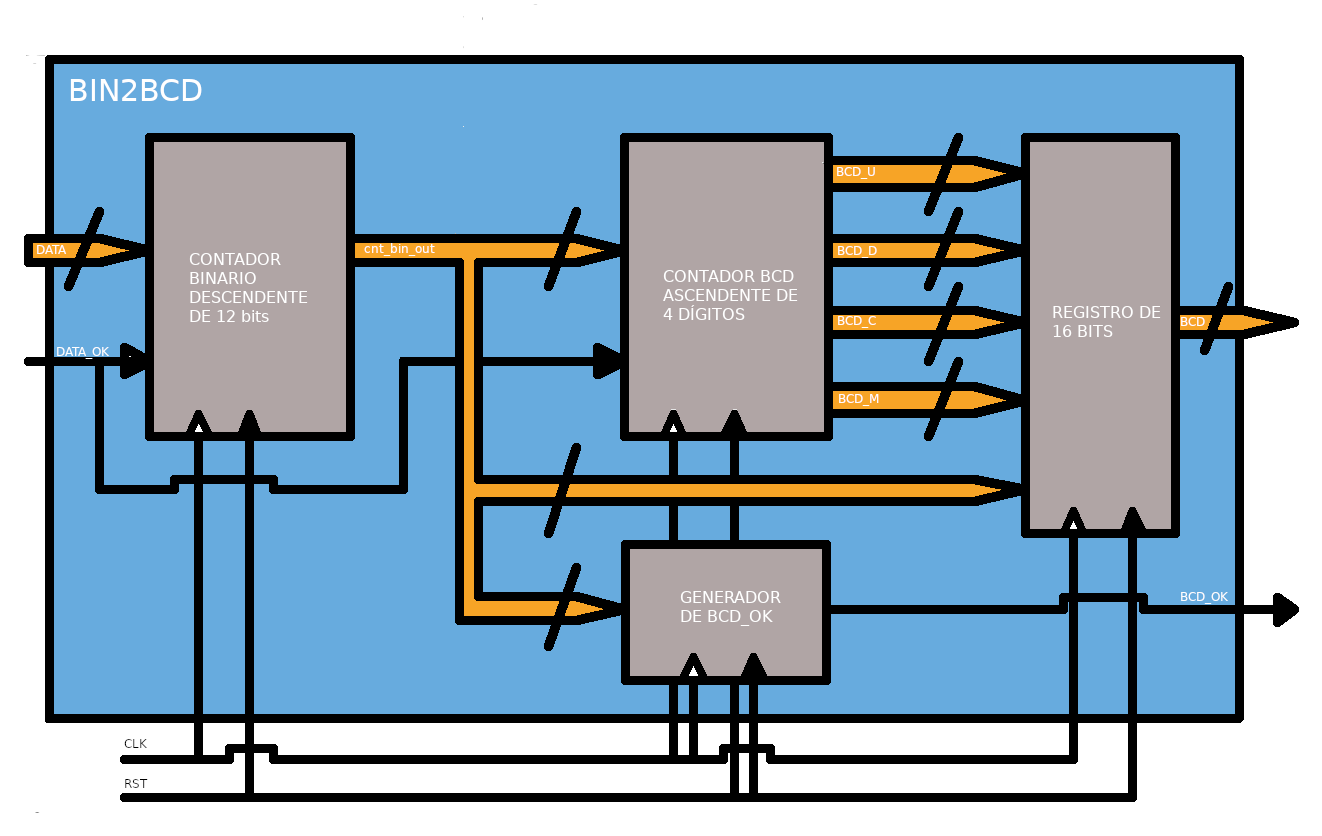 BIN2BCD
BCD_U
DATA
cnt_bin_out
BCD_D
CONTADOR
BINARIO
DESCENDENTE
DE 12 bits
CONTADOR BCD
ASCENDENTE DE
4 DÍGITOS
REGISTRO DE
16 BITS
BCD_C
BCD
DATA_OK
BCD_M
GENERADOR
DE BCD_OK
BCD_OK
CLK
RST